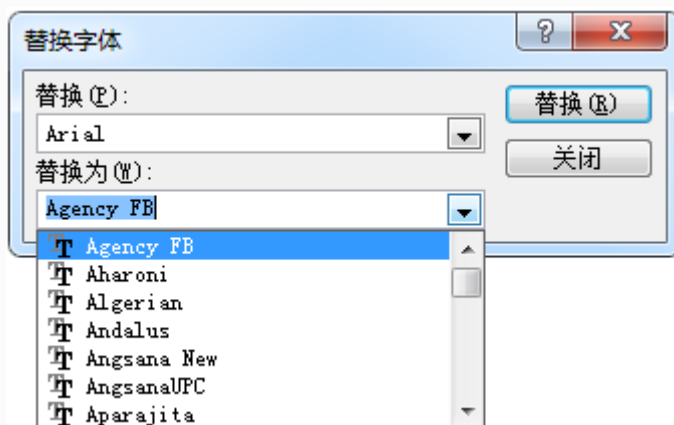 替换字体
替换(P):
Arial
替换为(W):
Agency FB
替换(R)
关闭
Agency FB
Aharoni
Algerian
Andalus
Angsana New
AngsanaUPC
Aparajita